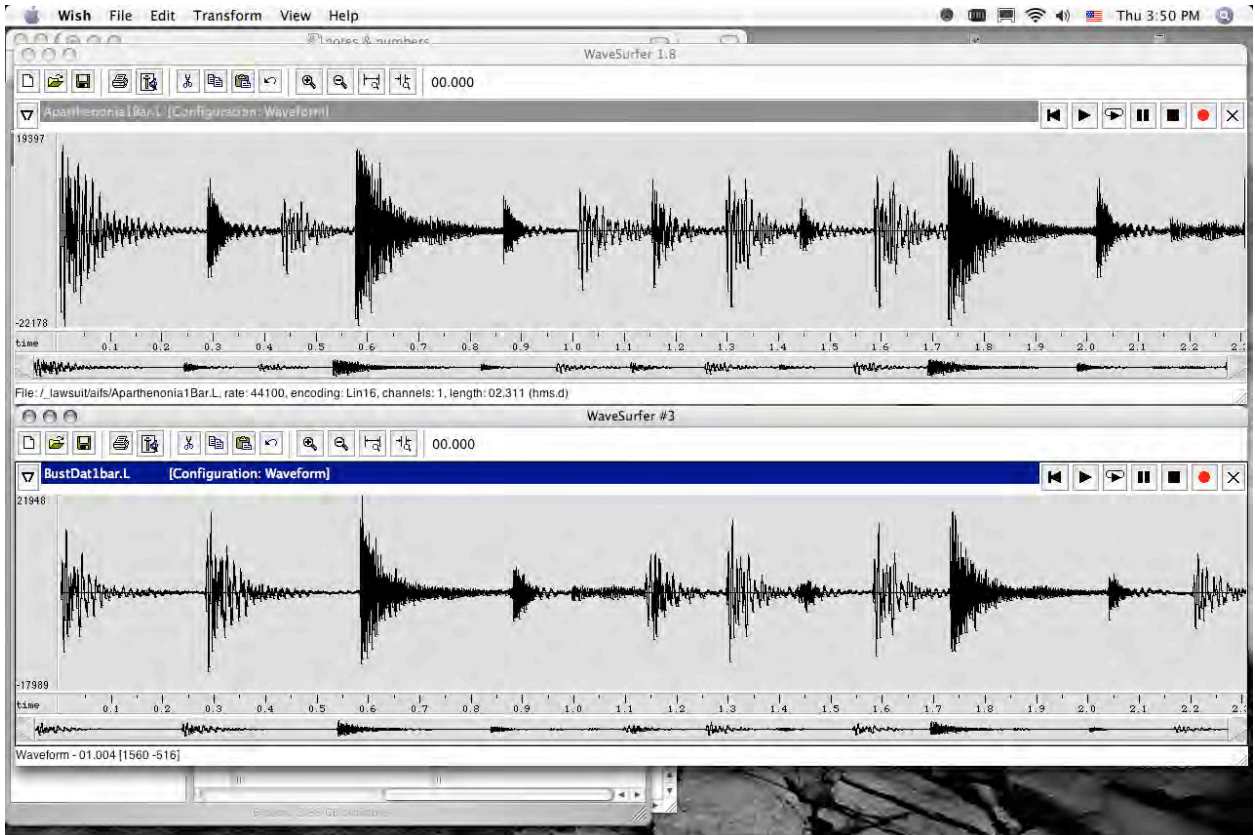 Wish File Edit Transform View Help Thu 3:50 PM
notes & numbers
WaveSurfer 1.8
00.000
Aparthenonia1Bar.L [Configuration: Waveform]
19397
-22178
time 0.1 0.2 0.3 0.4 0.5 0.6 0.7 0.8 0.9 1.0 1.1 1.2 1.3 1.4 1.5 1.6 1.7 1.8 1.9 2.0 2.1 2.2
File: /_lawsuit/aifs/Aparthenonia1Bar.L, rate: 44100, encoding: Lin16, channels: 1, length: 02.311 (hms.d)
WaveSurfer #3
00.000
BustDat1bar.L [Configuration: Waveform]
21948
-17989
time 0.1 0.2 0.3 0.4 0.5 0.6 0.7 0.8 0.9 1.0 1.1 1.2 1.3 1.4 1.5 1.6 1.7 1.8 1.9 2.0 2.1 2.2
Waveform - 01.004 [1560 -516]